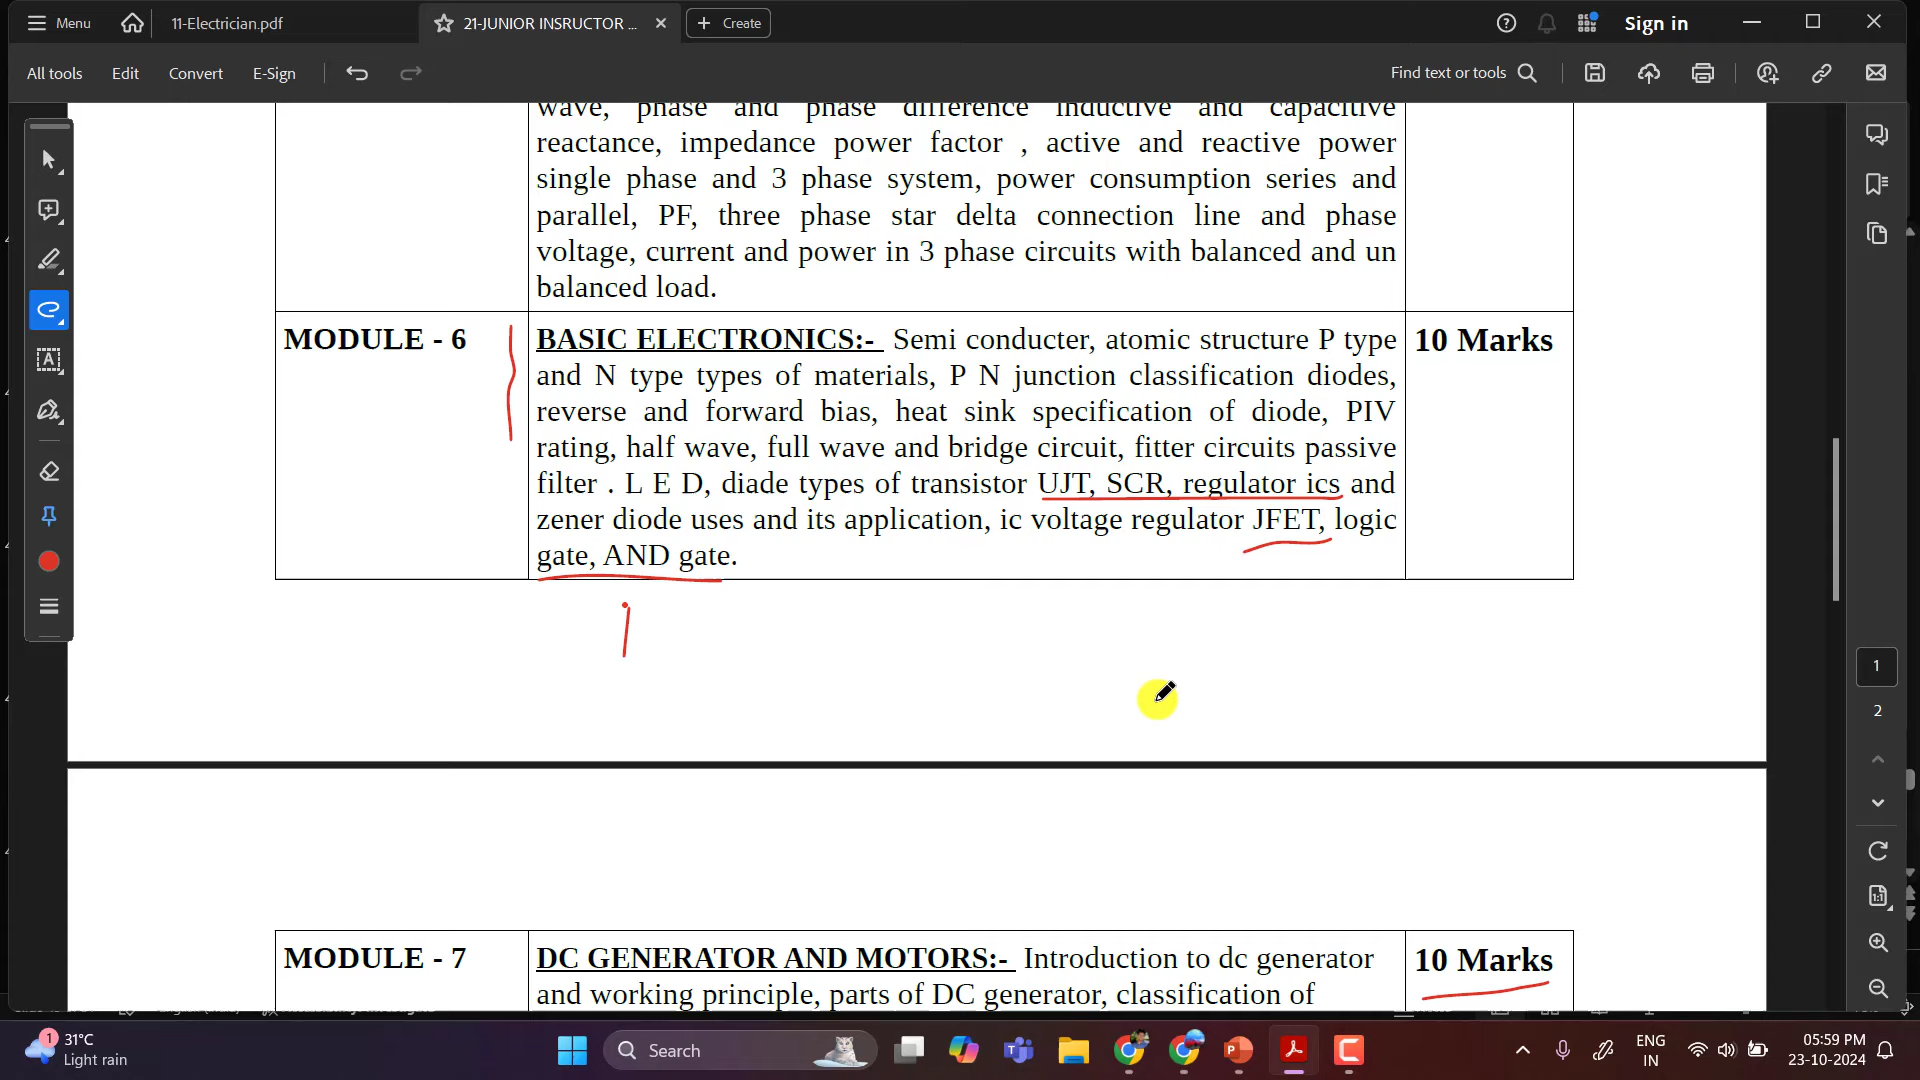 Menu
11-Electrician.pdf
21-JUNIOR INSRUCTOR ...
Create
Sign in
All tools
Edit
Convert
E-Sign
Find text or tools
wave, phase and phase difference inductive and capacitive
reactance, impedance power factor , active and reactive power
single phase and 3 phase system, power consumption series and
parallel, PF, three phase star delta connection line and phase
voltage, current and power in 3 phase circuits with balanced and un
balanced load.
MODULE - 6
BASIC ELECTRONICS:- Semi conducter, atomic structure P type
and N type types of materials, P N junction classification diodes,
reverse and forward bias, heat sink specification of diode, PIV
rating, half wave, full wave and bridge circuit, fitter circuits passive
filter . L E D, diade types of transistor UJT, SCR, regulator ics and
zener diode uses and its application, ic voltage regulator JFET, logic
gate, AND gate.
10 Marks
1
2
MODULE - 7
DC GENERATOR AND MOTORS:- Introduction to dc generator
and working principle, parts of DC generator, classification of
10 Marks
1
31°C
Light rain
Search
ENG
IN
05:59 PM
23-10-2024